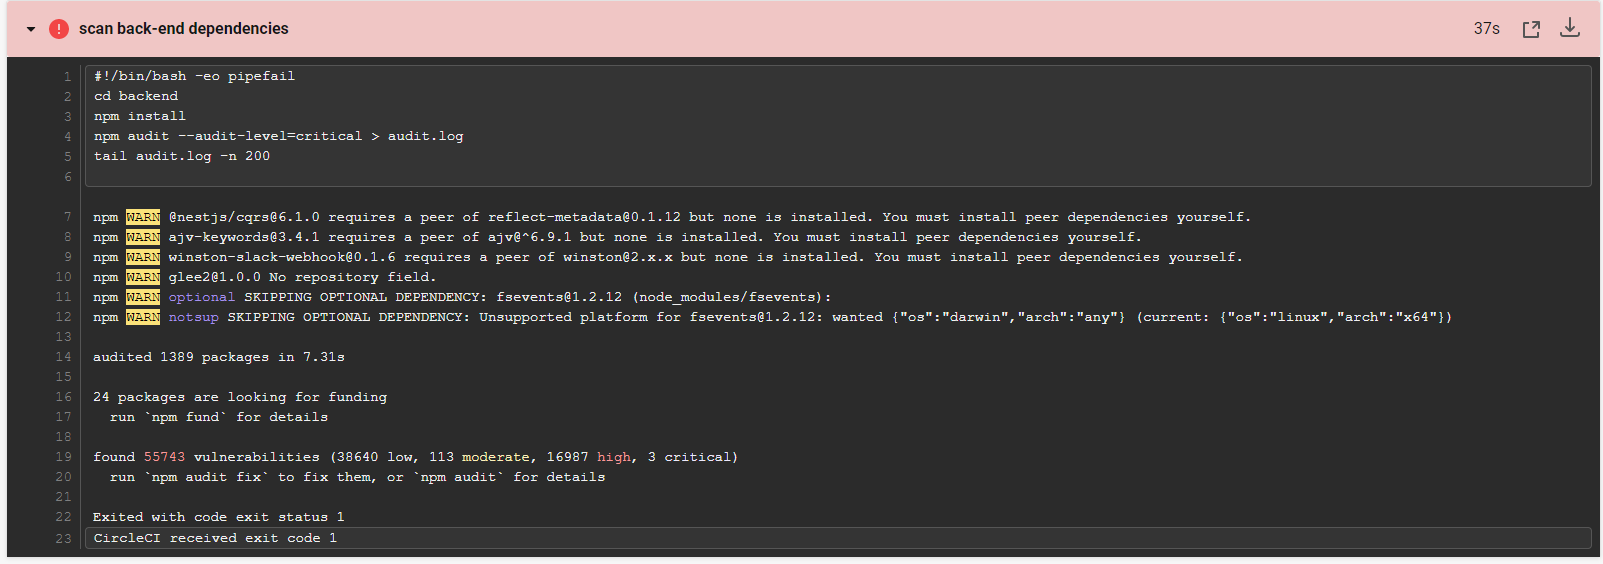 scan back-end dependencies 37s
1 #!/bin/bash -eo pipefail
2 cd backend
3 npm install
4 npm audit --audit-level=critical > audit.log
5 tail audit.log -n 200
6
7 npm WARN @nestjs/cqrs@6.1.0 requires a peer of reflect-metadata@0.1.12 but none is installed. You must install peer dependencies yourself.
8 npm WARN ajv-keywords@3.4.1 requires a peer of ajv@^6.9.1 but none is installed. You must install peer dependencies yourself.
9 npm WARN winston-slack-webhook@0.1.6 requires a peer of winston@2.x.x but none is installed. You must install peer dependencies yourself.
10 npm WARN glee2@1.0.0 No repository field.
11 npm WARN optional SKIPPING OPTIONAL DEPENDENCY: fsevents@1.2.12 (node_modules/fsevents):
12 npm WARN notsup SKIPPING OPTIONAL DEPENDENCY: Unsupported platform for fsevents@1.2.12: wanted {"os":"darwin","arch":"any"} (current: {"os":"linux","arch":"x64"})
13
14 audited 1389 packages in 7.31s
15
16 24 packages are looking for funding
17 run `npm fund` for details
18
19 found 55743 vulnerabilities (38640 low, 113 moderate, 16987 high, 3 critical)
20 run `npm audit fix` to fix them, or `npm audit` for details
21
22 Exited with code exit status 1
23 CircleCI received exit code 1